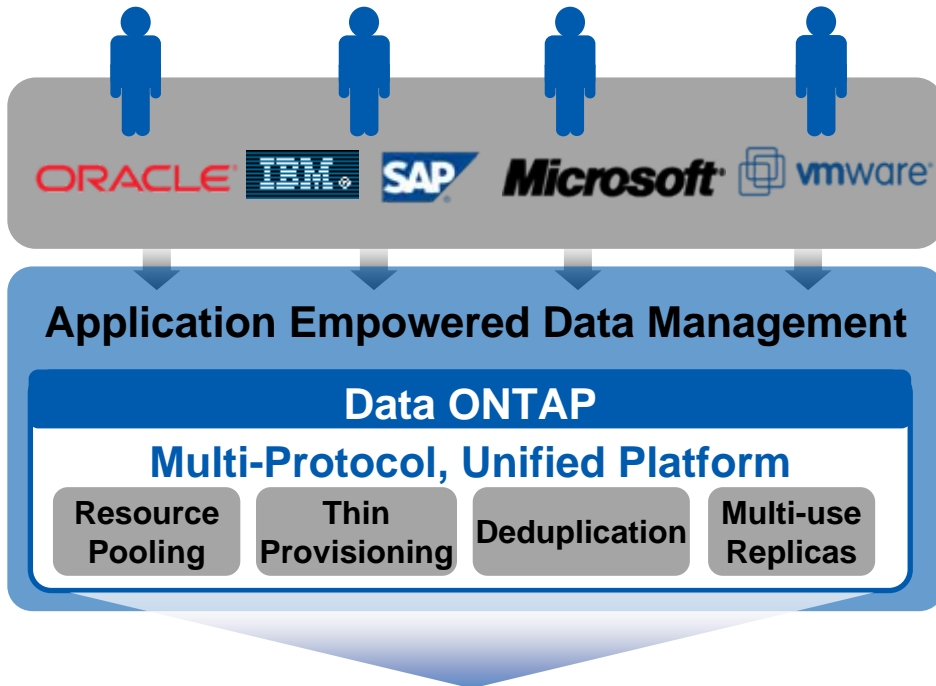 ORACLE IBM® SAP Microsoft® vmware®
Application Empowered Data Management
Data ONTAP
Multi-Protocol, Unified Platform
Resource
Pooling
Thin
Provisioning
Deduplication
Multi-use
Replicas